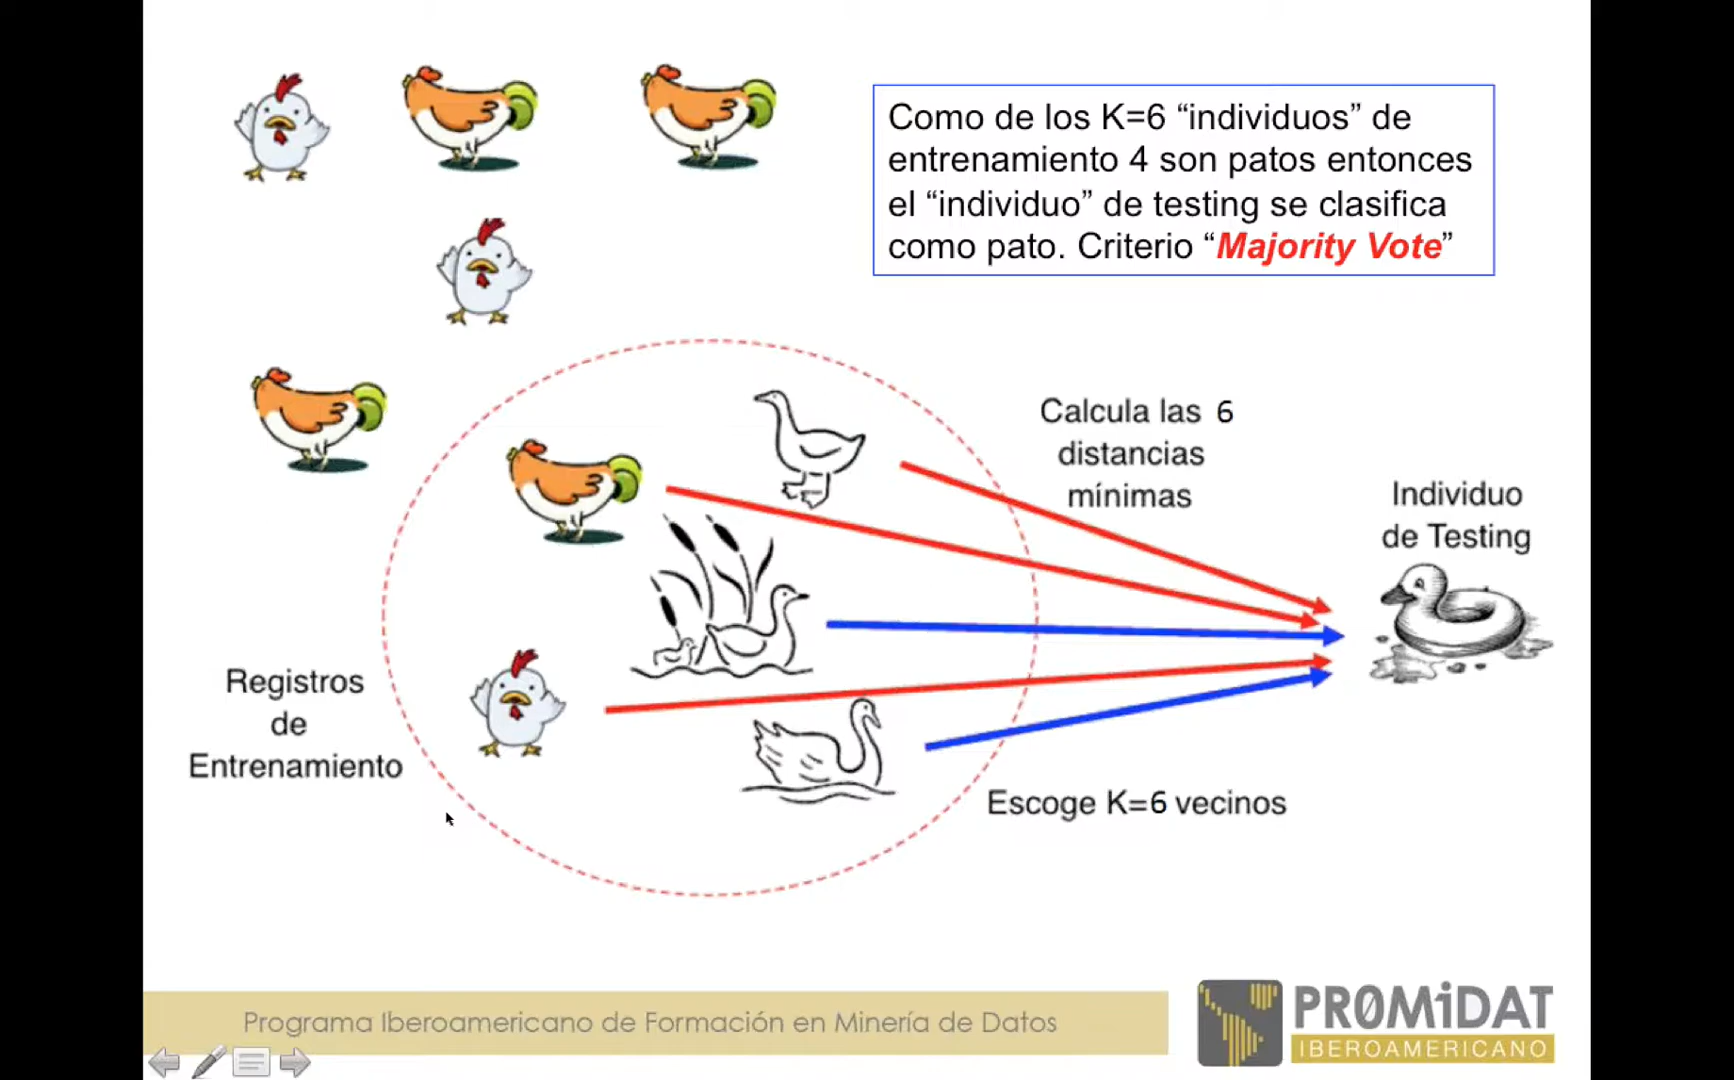 Como de los K=6 “individuos” de
entrenamiento 4 son patos entonces
el “individuo” de testing se clasifica
como pato. Criterio “Majority Vote”
Calcula las 6
distancias
mínimas
Individuo
de Testing
Registros
de
Entrenamiento
Escoge K=6 vecinos
Programa Iberoamericano de Formación en Minería de Datos
PR0MiDAT
IBEROAMERICANO